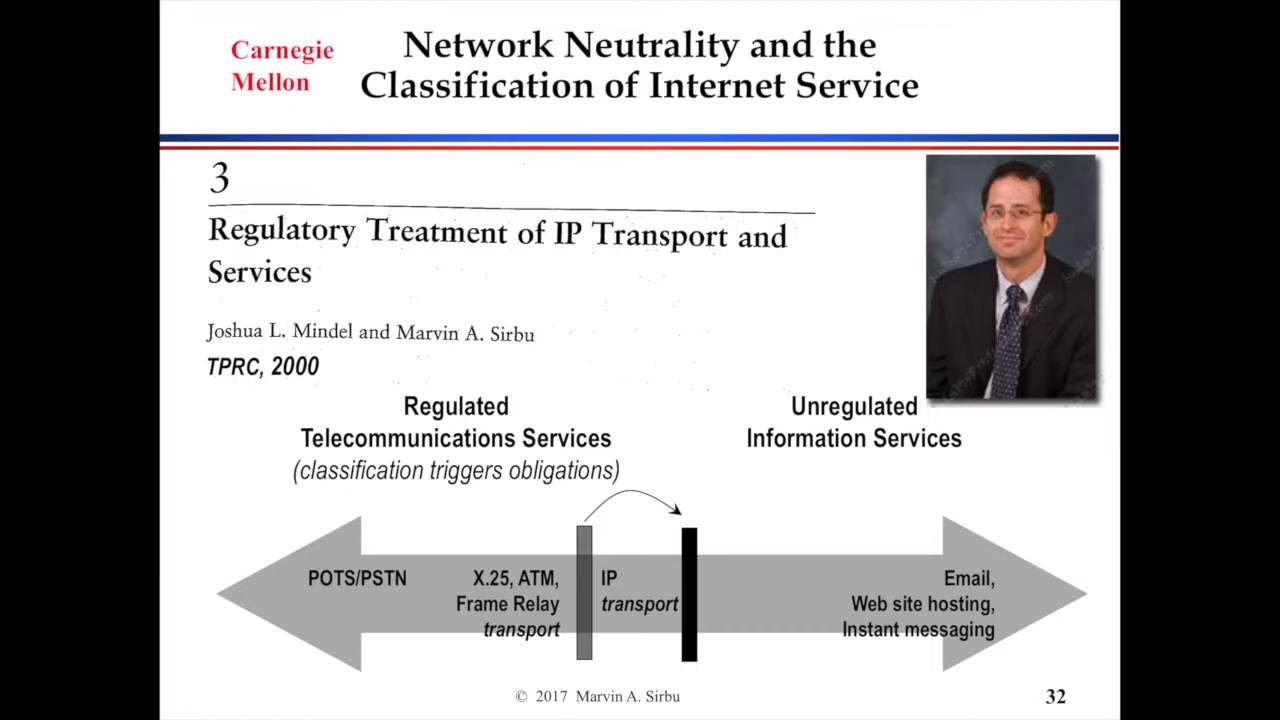 Carnegie
Mellon
Network Neutrality and the
Classification of Internet Service
3
Regulatory Treatment of IP Transport and
Services
Joshua L. Mindel and Marvin A. Sirbu
TPRC, 2000
Regulated
Telecommunications Services
(classification triggers obligations)
Unregulated
Information Services
POTS/PSTN
X.25, ATM,
Frame Relay
transport
IP
transport
Email,
Web site hosting,
Instant messaging
© 2017 Marvin A. Sirbu
32